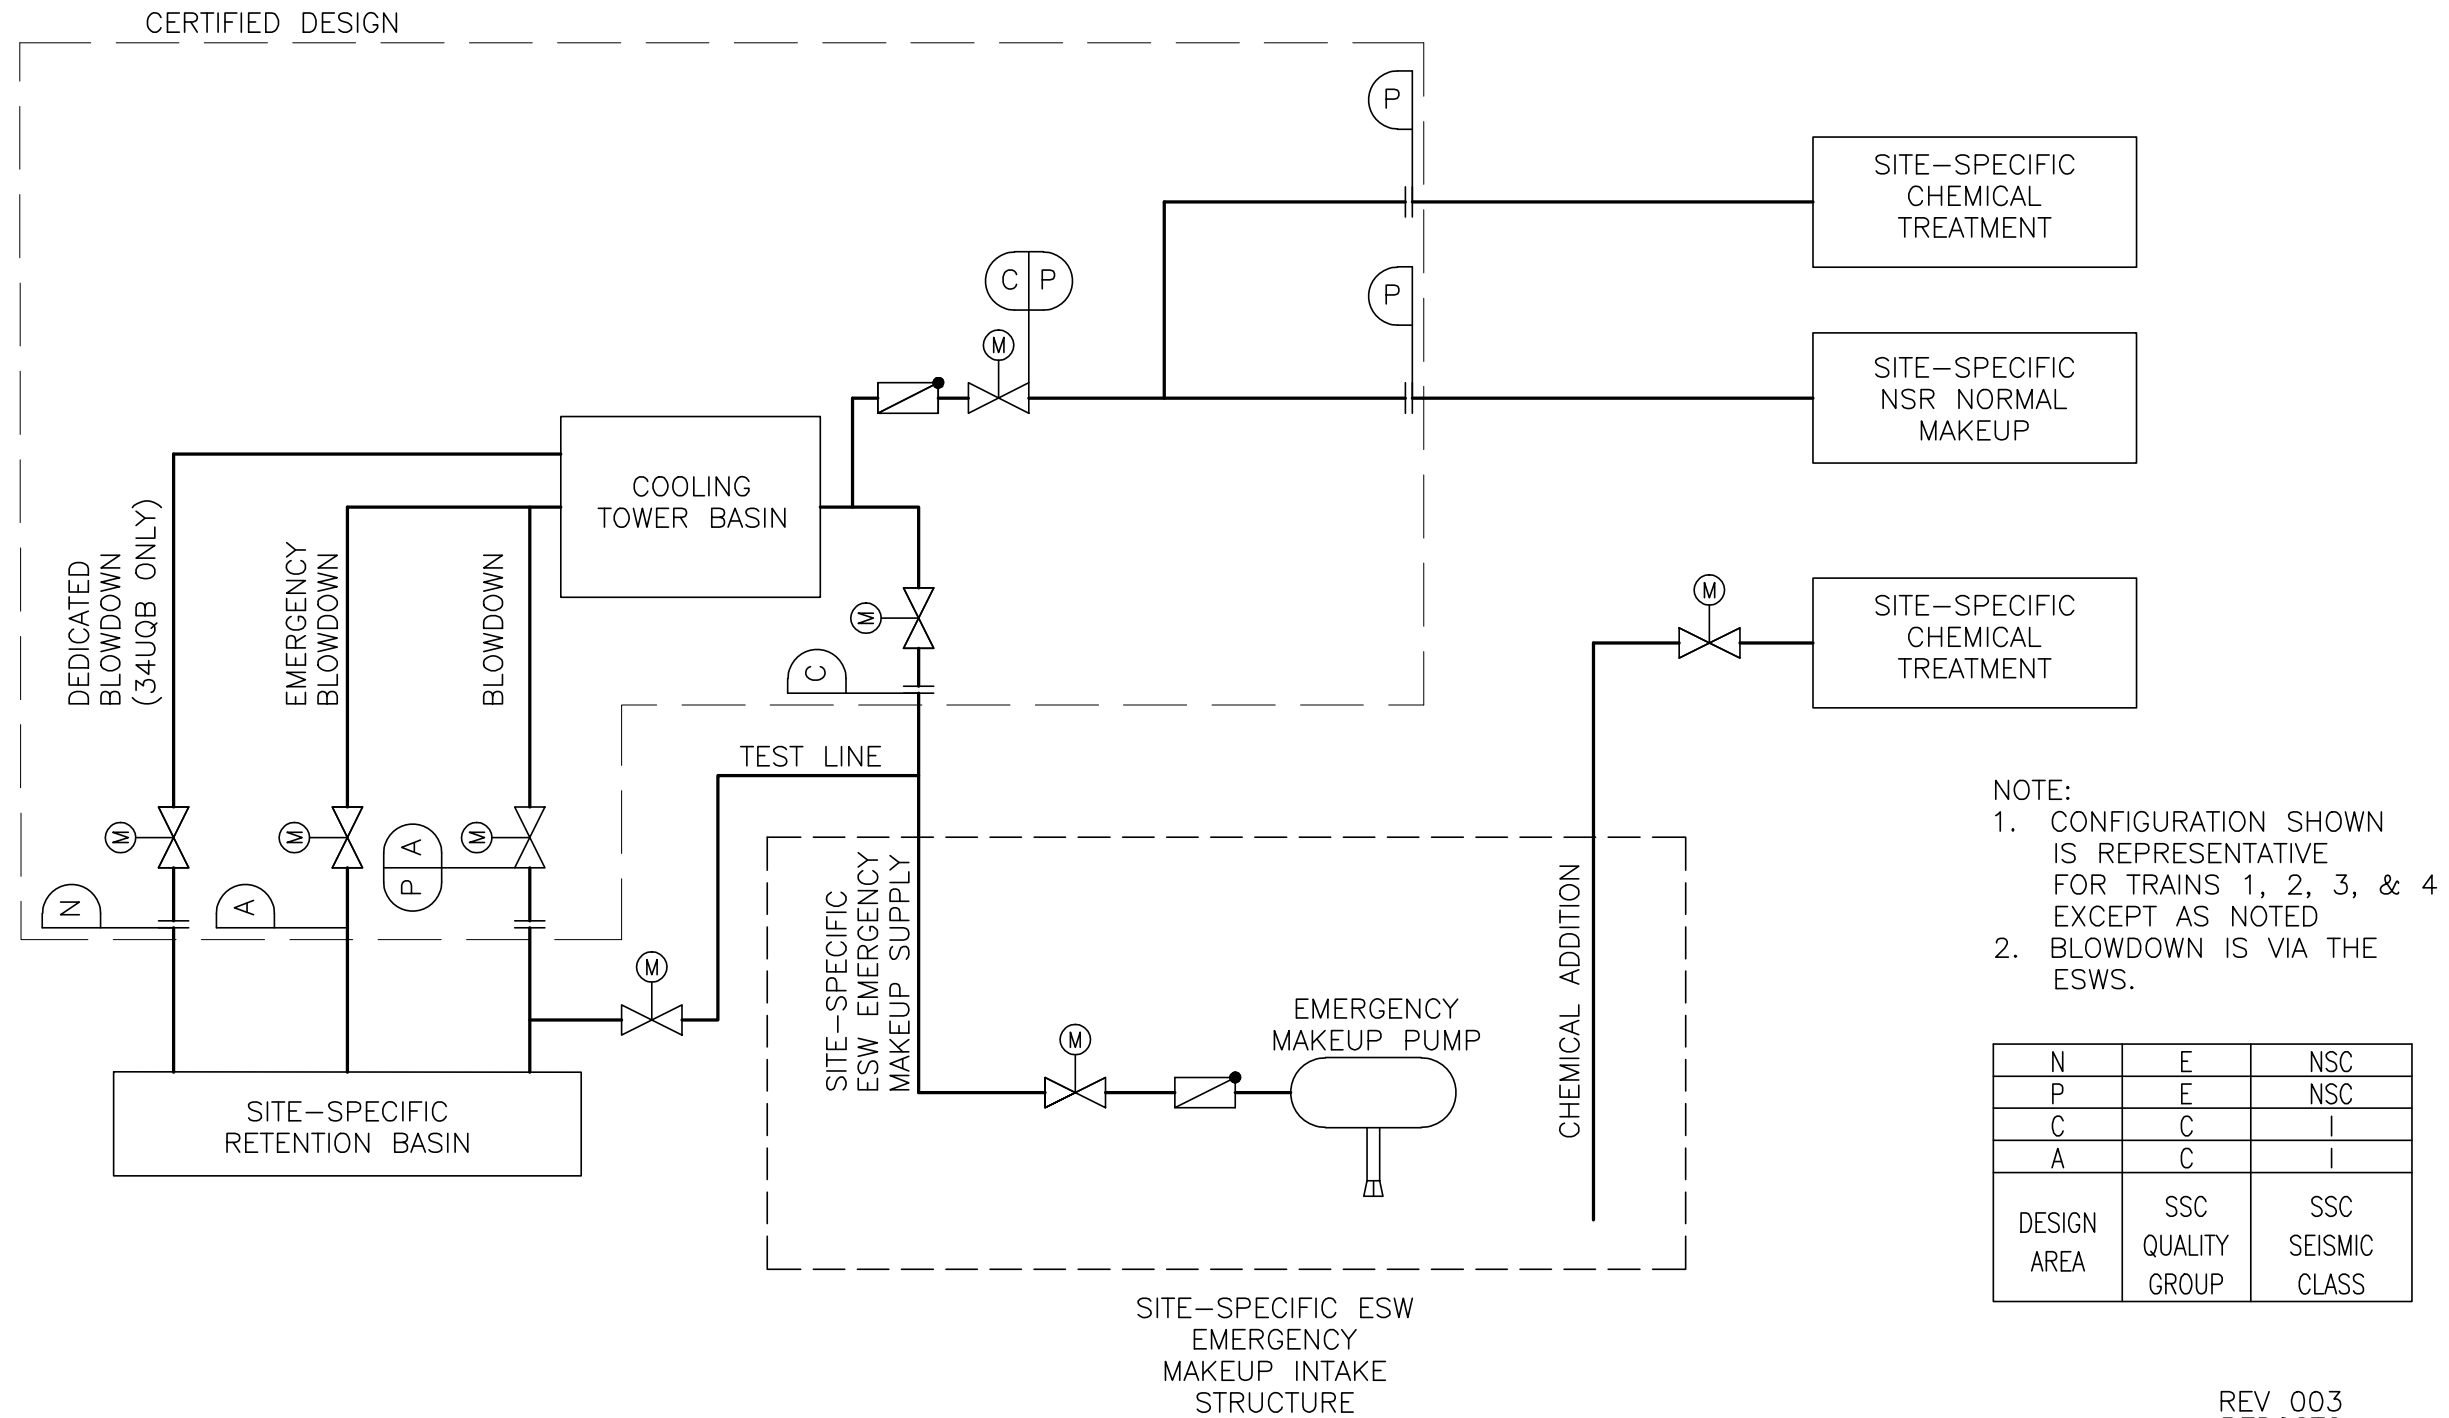 CERTIFIED DESIGN
P
SITE-SPECIFIC
CHEMICAL
TREATMENT
C P
P
M
SITE-SPECIFIC
NSR NORMAL
MAKEUP
COOLING
TOWER BASIN
DEDICATED
BLOWDOWN
(34UQB ONLY)
EMERGENCY
BLOWDOWN
BLOWDOWN
M
C
M
SITE-SPECIFIC
CHEMICAL
TREATMENT
TEST LINE
M
M
M
P A
N
A
M
SITE-SPECIFIC
ESW EMERGENCY
MAKEUP SUPPLY
M
EMERGENCY
MAKEUP PUMP
CHEMICAL ADDITION
SITE-SPECIFIC
RETENTION BASIN
SITE-SPECIFIC ESW
EMERGENCY
MAKEUP INTAKE
STRUCTURE
NOTE:
1. CONFIGURATION SHOWN
IS REPRESENTATIVE
FOR TRAINS 1, 2, 3, & 4
EXCEPT AS NOTED
2. BLOWDOWN IS VIA THE
ESWS.
N E NSC
P E NSC
C C I
A C I
DESIGN
AREA
SSC
QUALITY
GROUP
SSC
SEISMIC
CLASS
REV 003